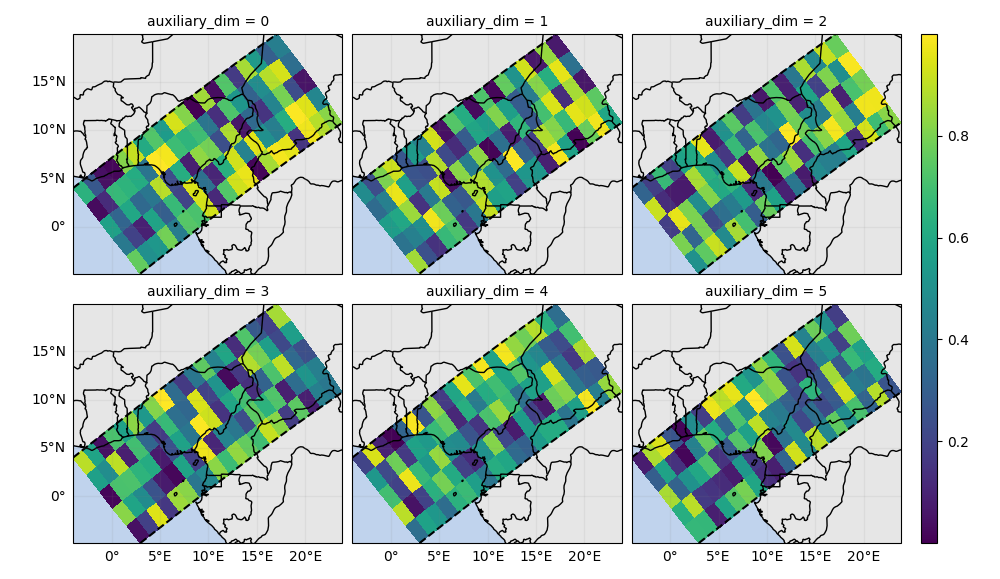 auxiliary_dim = 0
auxiliary_dim = 1
auxiliary_dim = 2
15°N
10°N
5°N
0°
0.8
0.6
0.4
0.2
auxiliary_dim = 3
auxiliary_dim = 4
auxiliary_dim = 5
15°N
10°N
5°N
0°
0° 5°E 10°E 15°E 20°E
0° 5°E 10°E 15°E 20°E
0° 5°E 10°E 15°E 20°E